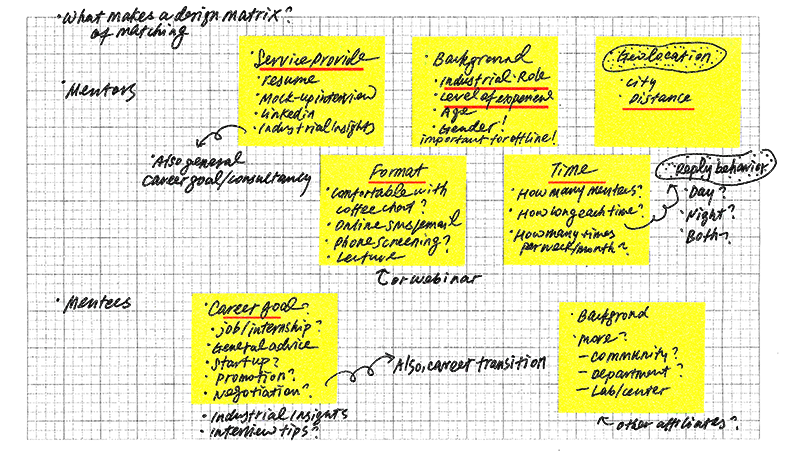 ·What makes a design matrix?
of matching
·Mentors
·Service provide
·resume
Mock-up interview
·Linkedin
·Industrial Insights
·Also general
career goal/consultancy
·Background
·Industrial Role
·Level of
·Age
·Gender!
important for offline!
Geolocation
·City
·Distance
Format
·Comfortable with
coffee chat?
·Online sms/email
·phone screening?
·Lecture
or webinar
Time
·How many mentees?
·How long each time?
·How many times
per week/month?
Reply behavior
·Day?
·Night?
·Both?
·Mentees
·Career goal
·job/internship?
·General advice
·Startup?
·promotion?
·Negotiation?
·Industrial Insights
·Interview tips?
Also, career transition
·Background
·more?
- Community?
- Department?
- Lab/center
other affiliates?